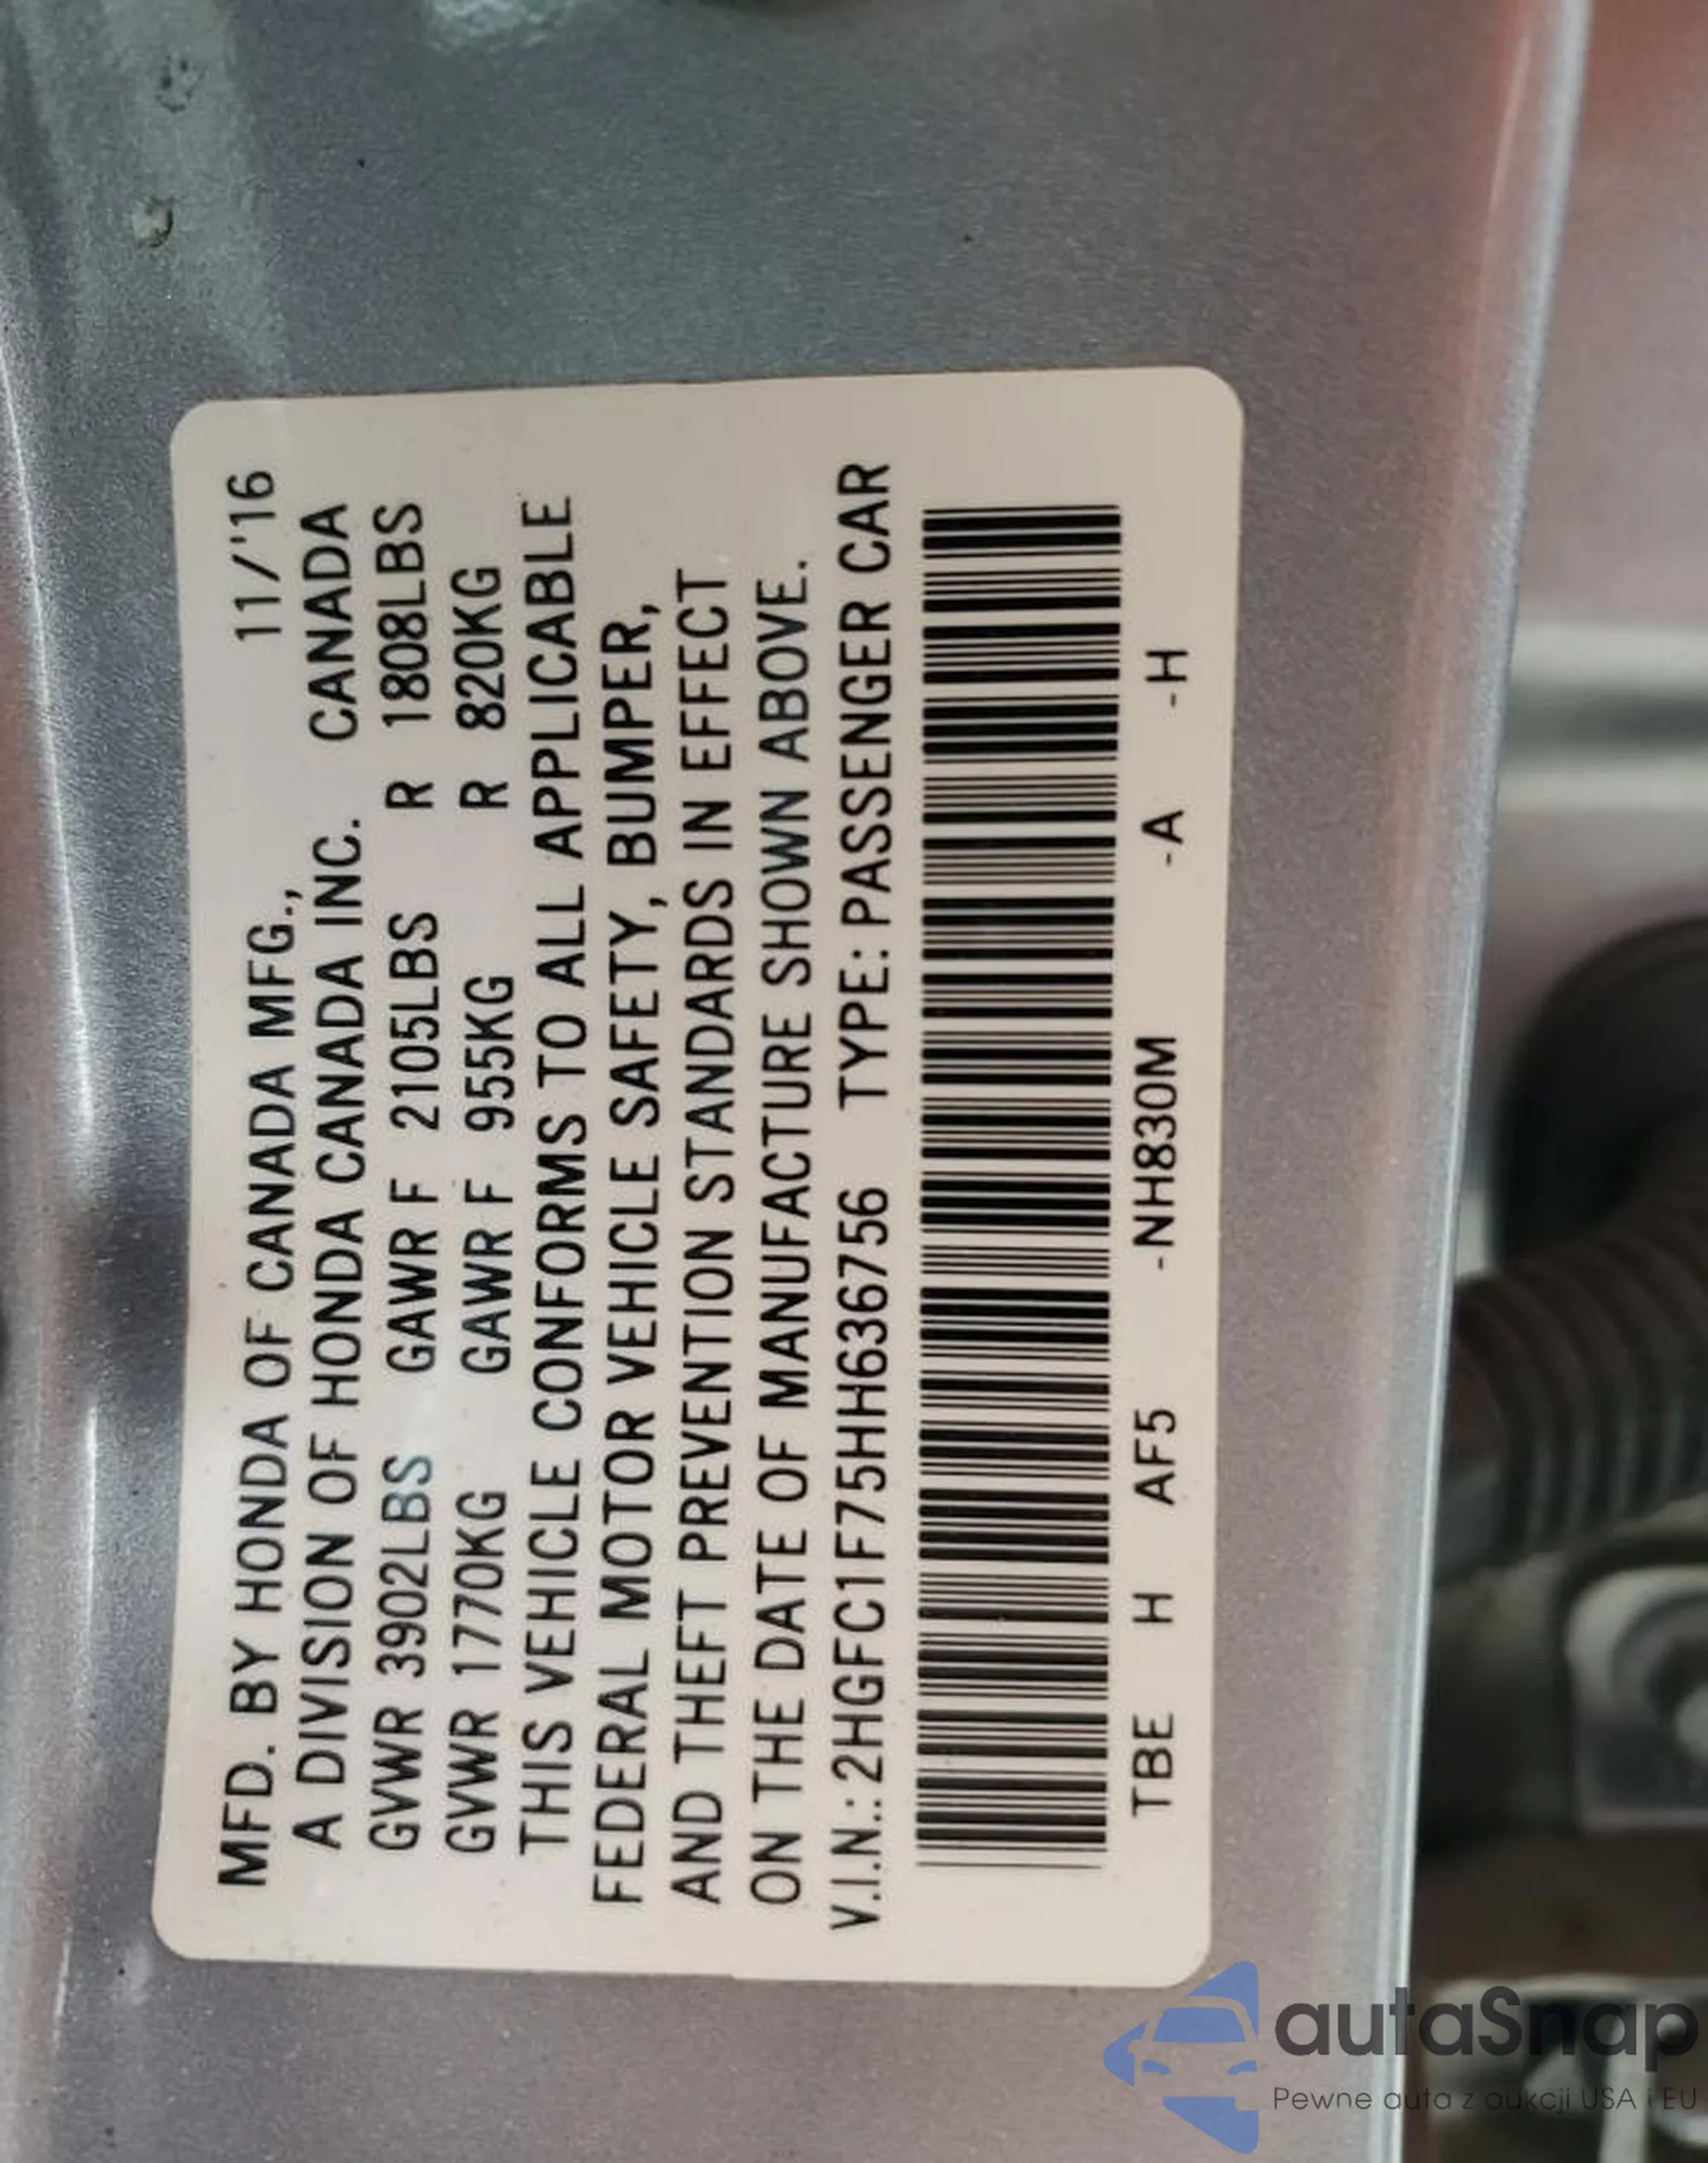 11/'16
MFD. BY HONDA OF CANADA MFG.,
A DIVISION OF HONDA CANADA INC. CANADA
GVWR 3902LBS GAWR F 2105LBS R 1808LBS
GVWR 1770KG GAWR F 955KG R 820KG
THIS VEHICLE CONFORMS TO ALL APPLICABLE
FEDERAL MOTOR VEHICLE SAFETY, BUMPER,
AND THEFT PREVENTION STANDARDS IN EFFECT
ON THE DATE OF MANUFACTURE SHOWN ABOVE.
V.I.N.: 2HGFC1F75HH636756 TYPE: PASSENGER CAR
TBE H AF5 -NH830M -A -H
autaSnap
Pewne auta z aukcji USA i EU